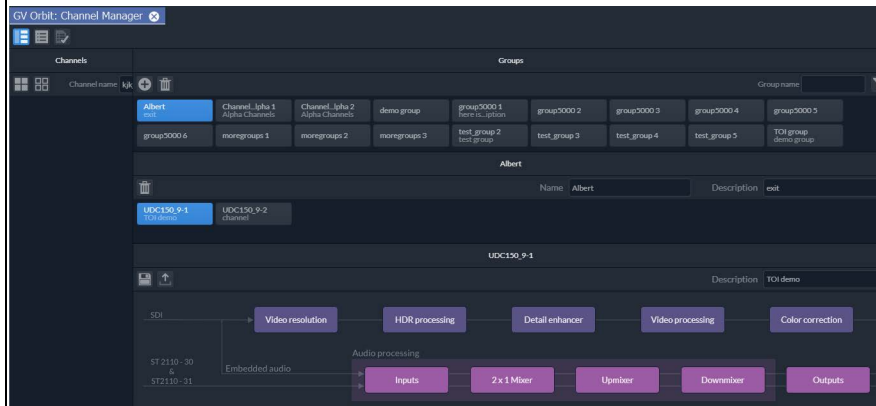 GV Orbit: Channel Manager
Channels
Groups
Channel name kjk
Group name
Albert
exit
Channel...lpha 1
Alpha Channels
Channel...lpha 2
Alpha Channels
demo group
group5000 1
here is...iption
group5000 2
group5000 3
group5000 4
group5000 5
group5000 6
moregroups 1
moregroups 2
moregroups 3
test_group 2
test group
test_group 3
test_group 4
test_group 5
TOI group
demo group
Albert
Name Albert
Description exit
UDC150_9-1
TOI demo
UDC150_9-2
channel
UDC150_9-1
Description TOI demo
SDI
Video resolution
HDR processing
Detail enhancer
Video processing
Color correction
Audio processing
ST 2110 - 30
&
ST2110 - 31
Embedded audio
Inputs
2 x 1 Mixer
Upmixer
Downmixer
Outputs